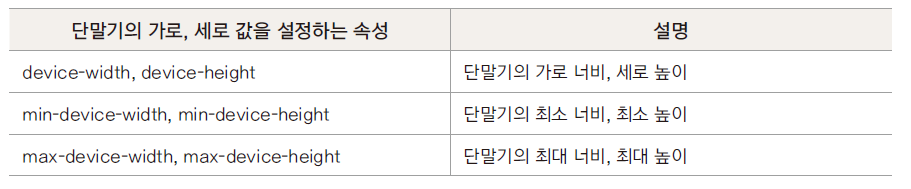 단말기의 가로, 세로 값을 설정하는 속성 설명
device-width, device-height 단말기의 가로 너비, 세로 높이
min-device-width, min-device-height 단말기의 최소 너비, 최소 높이
max-device-width, max-device-height 단말기의 최대 너비, 최대 높이